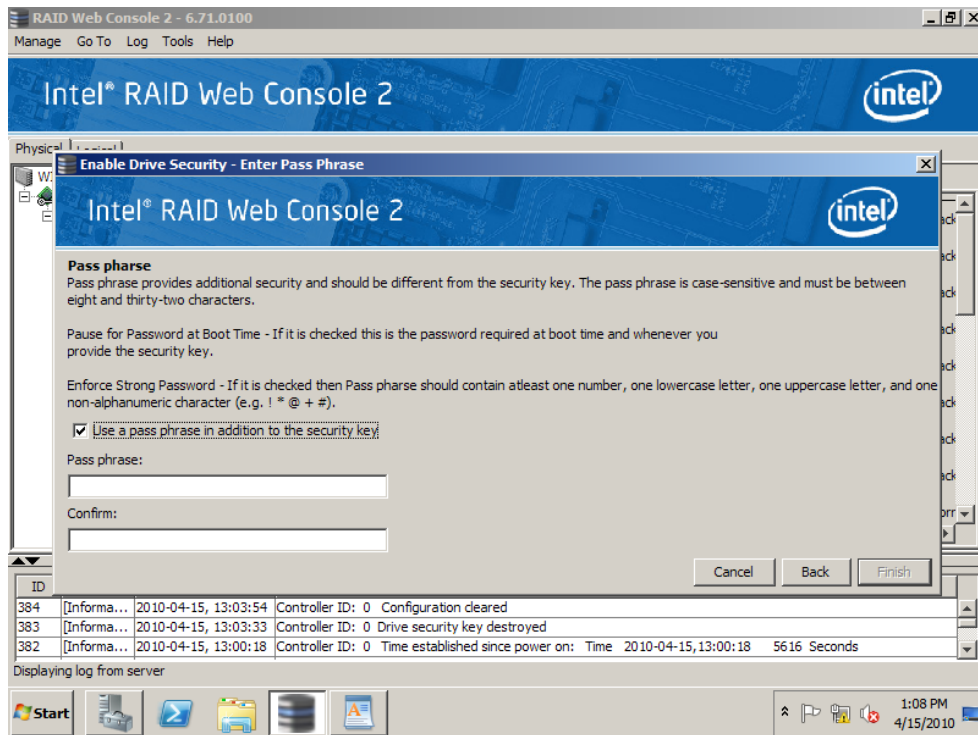 RAID Web Console 2 - 6.71.0100
Manage Go To Log Tools Help
Intel® RAID Web Console 2
intel
Physical Logical
Enable Drive Security - Enter Pass Phrase
Intel® RAID Web Console 2
intel
Pass pharse
Pass phrase provides additional security and should be different from the security key. The pass phrase is case-sensitive and must be between
eight and thirty-two characters.
Pause for Password at Boot Time - If it is checked this is the password required at boot time and whenever you
provide the security key.
Enforce Strong Password - If it is checked then Pass pharse should contain atleast one number, one lowercase letter, one uppercase letter, and one
non-alphanumeric character (e.g. ! * @ + #).
Use a pass phrase in addition to the security key
Pass phrase:
Confirm:
Cancel Back Finish
ID
384 [Informa... 2010-04-15, 13:03:54 Controller ID: 0 Configuration cleared
383 [Informa... 2010-04-15, 13:03:33 Controller ID: 0 Drive security key destroyed
382 [Informa... 2010-04-15, 13:00:18 Controller ID: 0 Time established since power on: Time 2010-04-15,13:00:18 5616 Seconds
Displaying log from server
Start
1:08 PM
4/15/2010